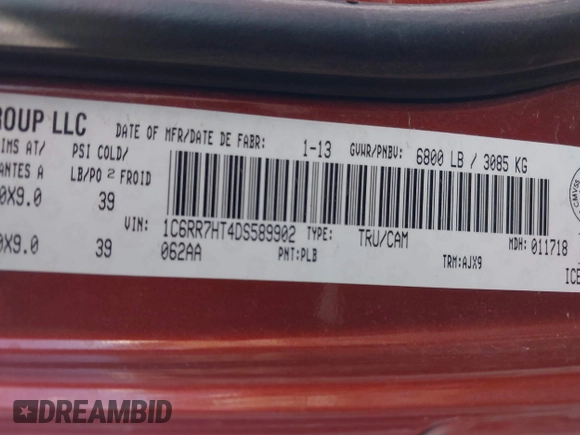 ROUP LLC DATE OF MFR/DATE DE FABR: 1-13 GVWR/PNBV: 6800 LB / 3085 KG
IMS AT/ PSI COLD/
ANTES A LB/PO 2 FROID
0X9.0 39
VIN: 1C6RR7HT4DS589902 TYPE: TRU/CAM MDH: 011718
0X9.0 39 062AA PNT:PLB TRM:AJX9
ICE
CMVSS
DREAMBID